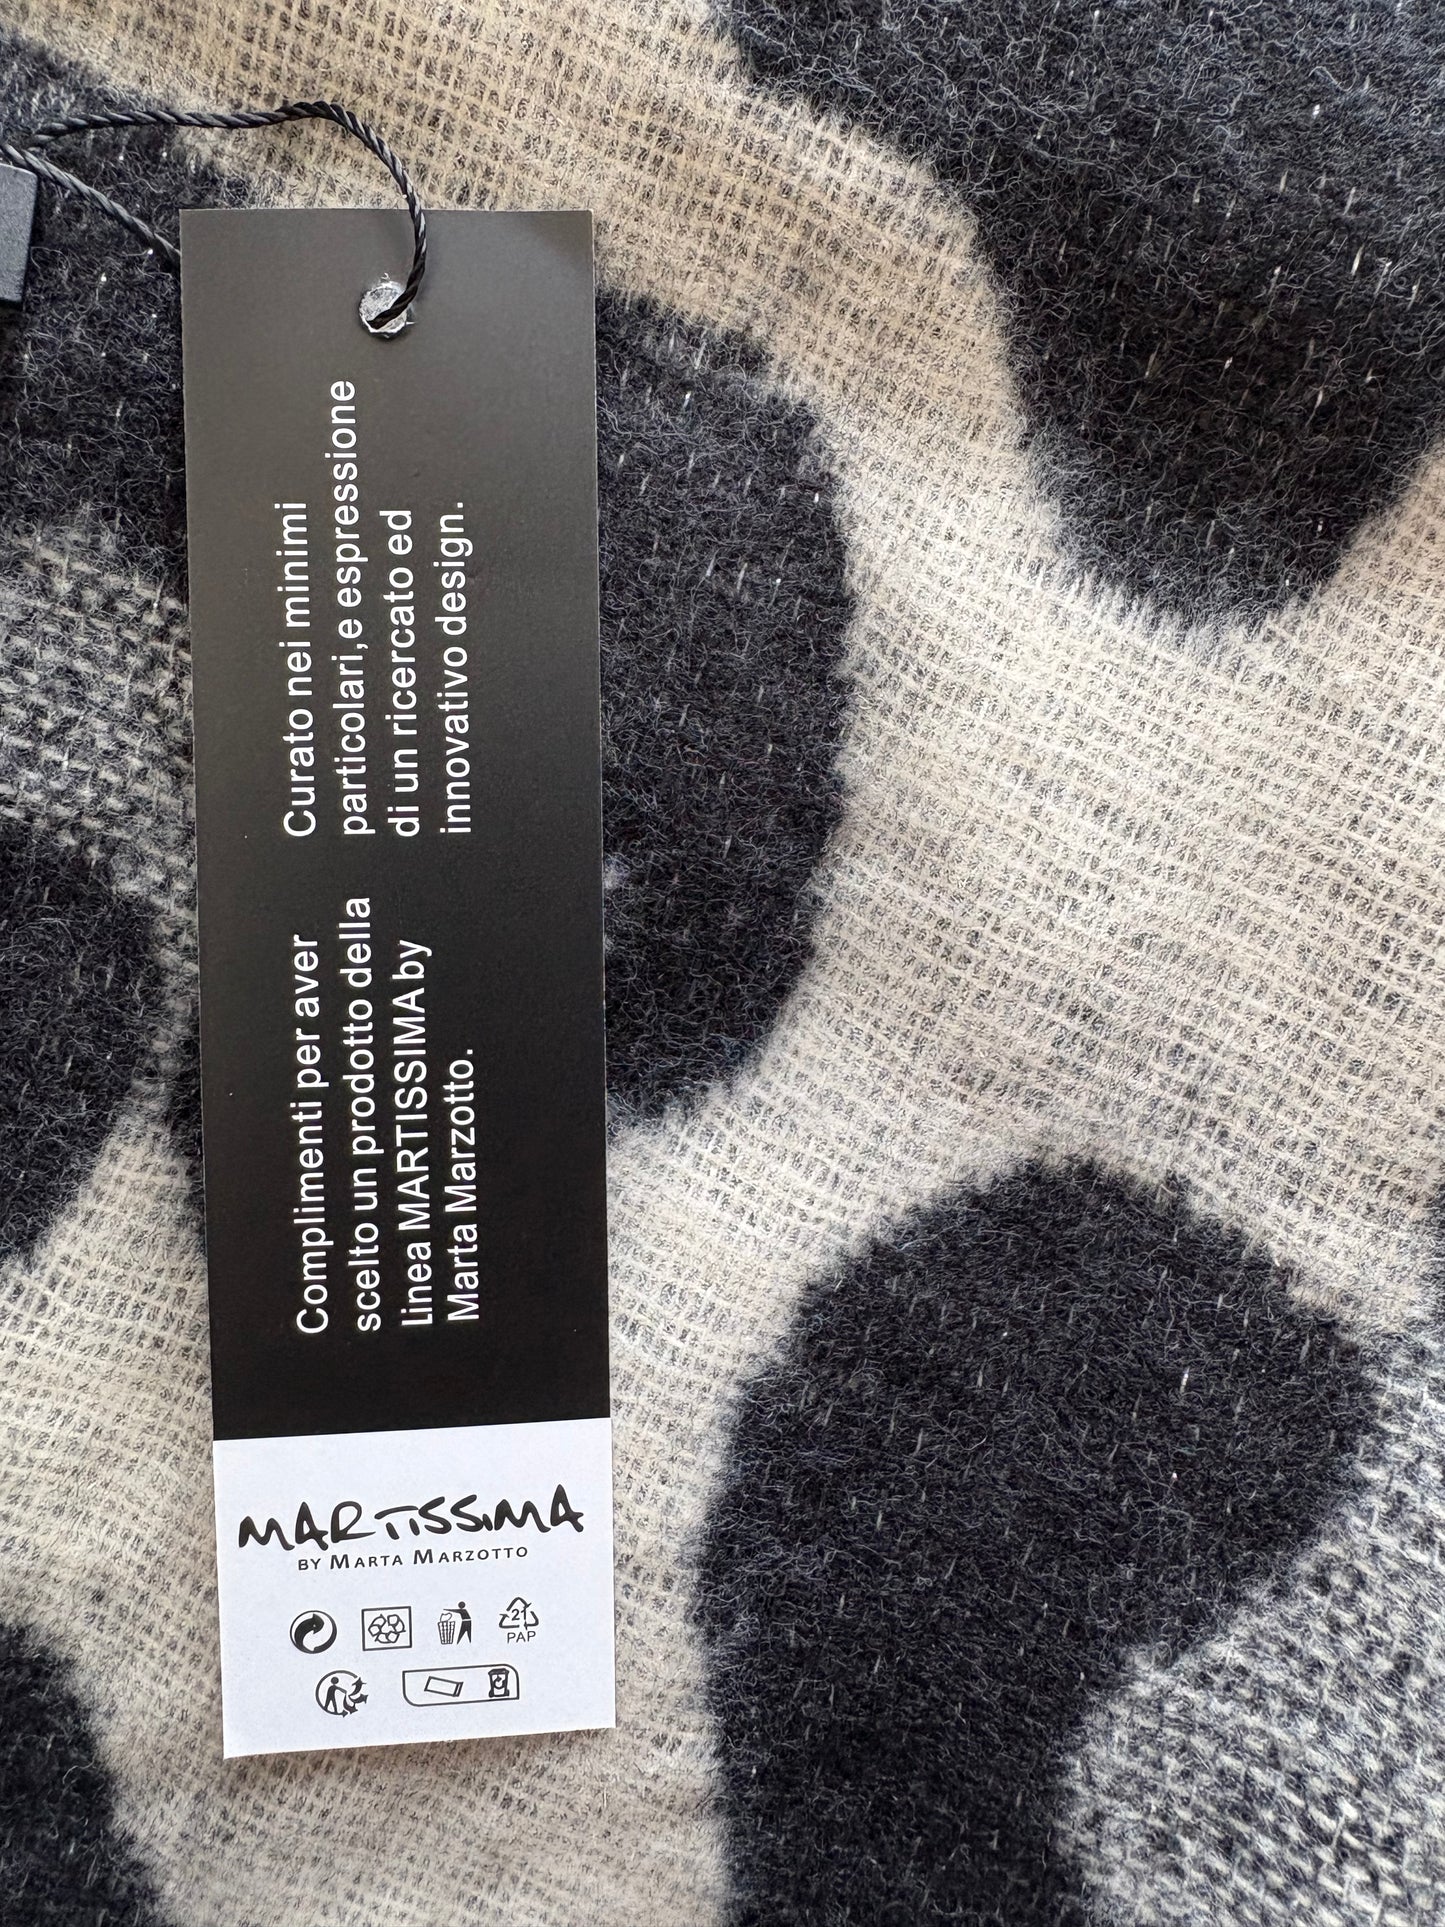 Complimenti per aver
scelto un prodotto della
linea MARTISSIMA by
Marta Marzotto.
Curato nei minimi
particolari,e espressione
di un ricercato ed
innovativo design.
MARTISSIMA
BY MARTA MARZOTTO
21
PAP